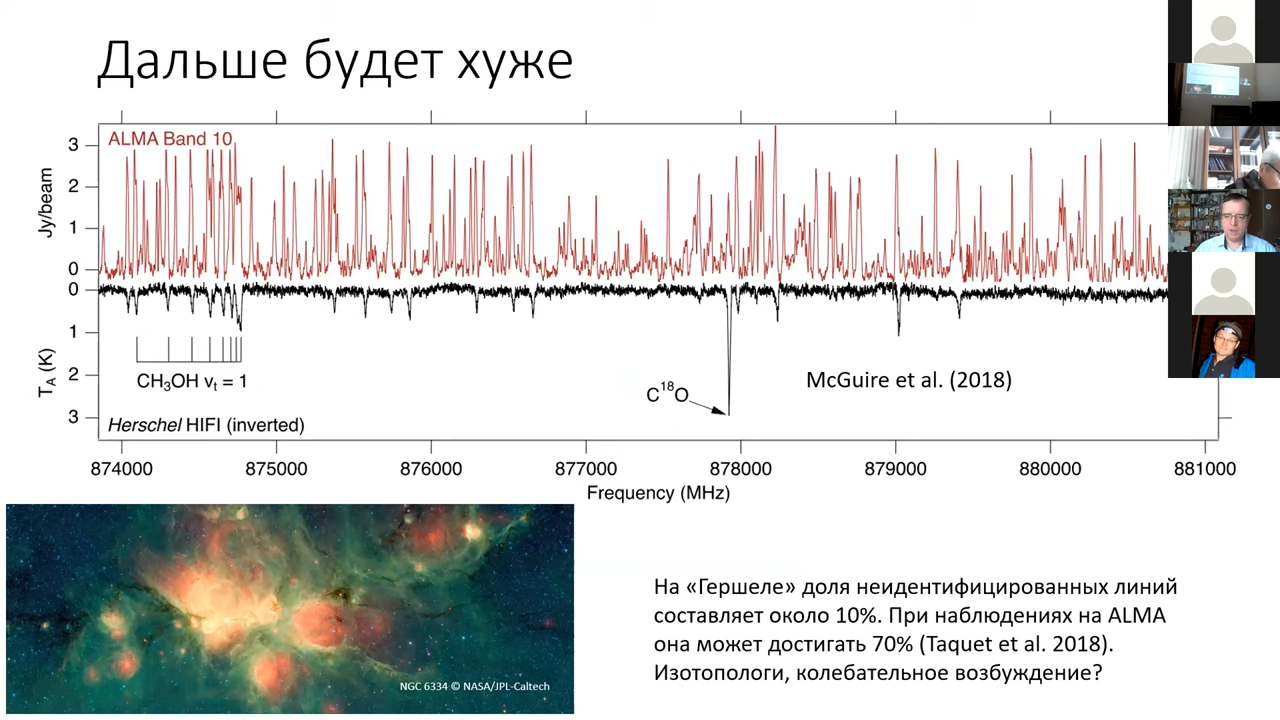 Дальше будет хуже
ALMA Band 10
3
2
1
0
Jy/beam
0
1
2
3
T_A (K)
CH₃OH vₜ = 1
C¹⁸O
McGuire et al. (2018)
Herschel HIFI (inverted)
874000 875000 876000 877000 878000 879000 880000 881000
Frequency (MHz)
NGC 6334 © NASA/JPL-Caltech
На «Гершеле» доля неидентифицированных линий
составляет около 10%. При наблюдениях на ALMA
она может достигать 70% (Taquet et al. 2018).
Изотопологи, колебательное возбуждение?